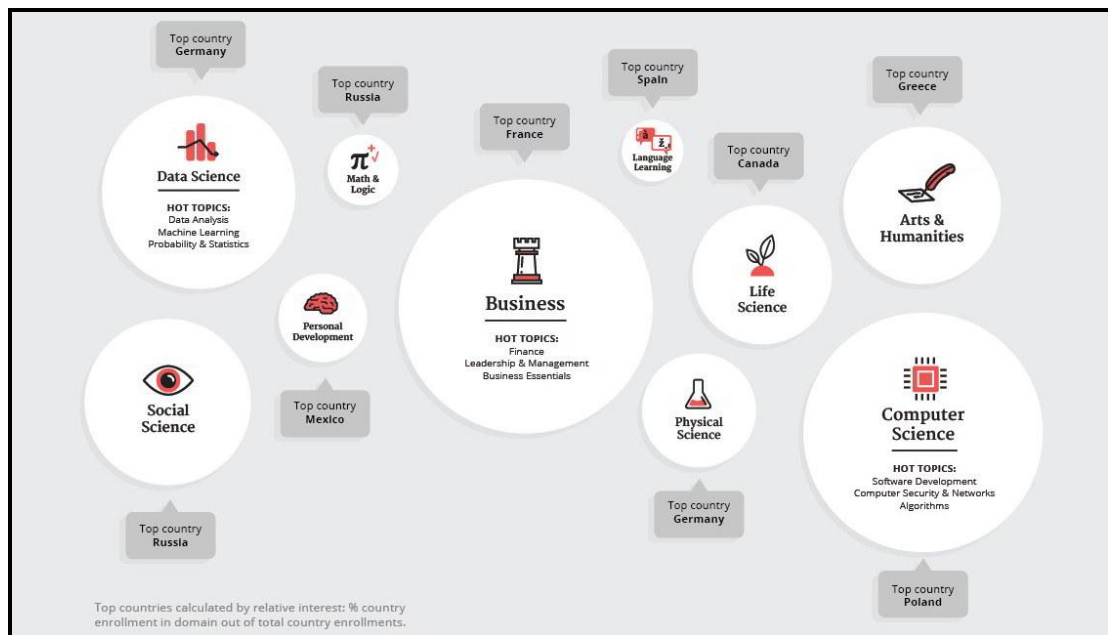 Top country
Germany
Data Science
HOT TOPICS:
Data Analysis
Machine Learning
Probability & Statistics
Top country
Russia
π
+
√
Math &
Logic
Top country
France
Business
HOT TOPICS:
Finance
Leadership & Management
Business Essentials
Top country
Spain
Language
Learning
Top country
Canada
Life
Science
Top country
Greece
Arts &
Humanities
Personal
Development
Top country
Mexico
Social
Science
Top country
Russia
Physical
Science
Top country
Germany
Computer
Science
HOT TOPICS:
Software Development
Computer Security & Networks
Algorithms
Top country
Poland
Top countries calculated by relative interest: % country
enrollment in domain out of total country enrollments.